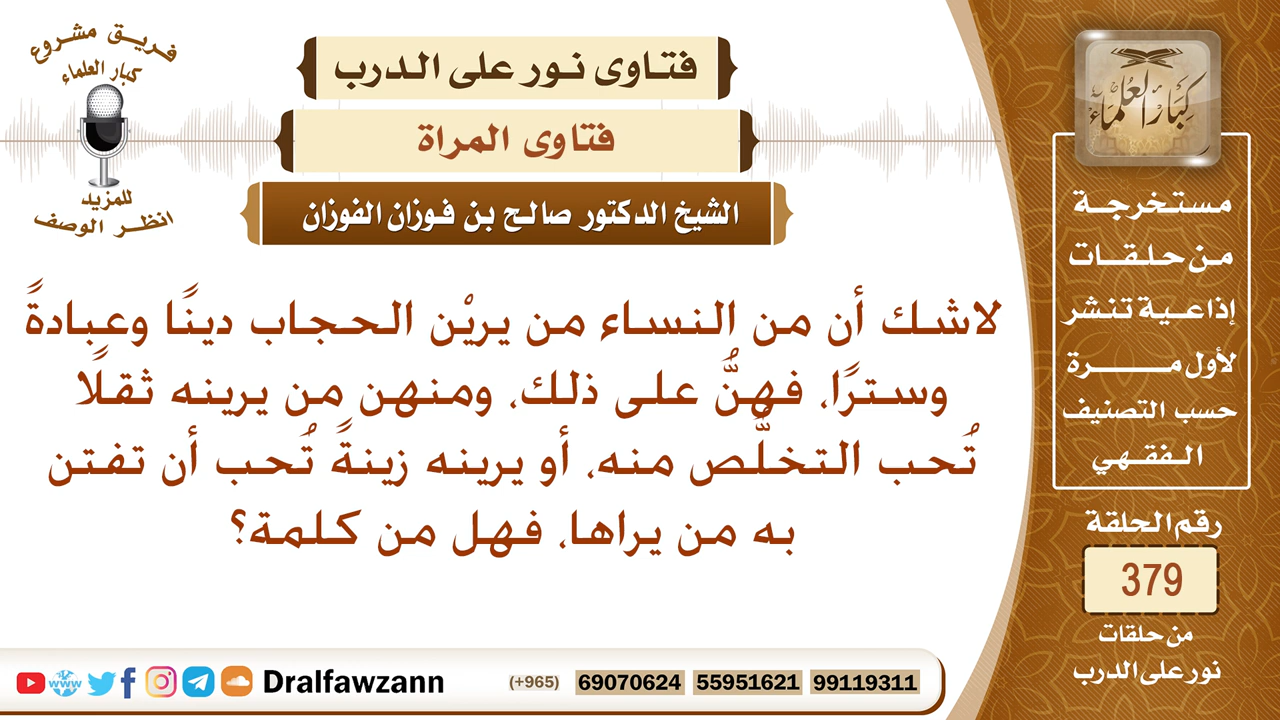 فريق مشروع
كبار العلماء
للمزيد
انظر الوصف
فتاوى نور على الدرب
فتاوى المراة
الشيخ الدكتور صالح بن فوزان الفوزان
لاشك أن من النساء من يريْن الحجاب دينًا وعبادةً
وسترًا، فهنُّ على ذلك، ومنهن من يرينه ثقلًا
تُحب التخلُّص منه، أو يرينه زينةً تُحب أن تفتن
به من يراها، فهل من كلمة؟
كبار العلماء
مستخرجة
من حلقات
إذاعية تنشر
لأول مرة
حسب التصنيف
الفقهي
رقم الحلقة
379
من حلقات
نور على الدرب
www Dralfawzann (+965) 69070624 55951621 99119311